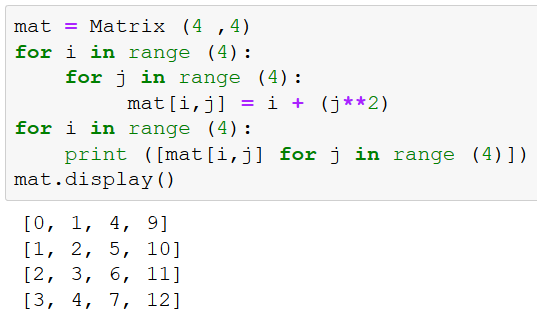 mat = Matrix (4 ,4)
for i in range (4):
    for j in range (4):
        mat[i,j] = i + (j**2)
for i in range (4):
    print ([mat[i,j] for j in range (4)])
mat.display()
[0, 1, 4, 9]
[1, 2, 5, 10]
[2, 3, 6, 11]
[3, 4, 7, 12]